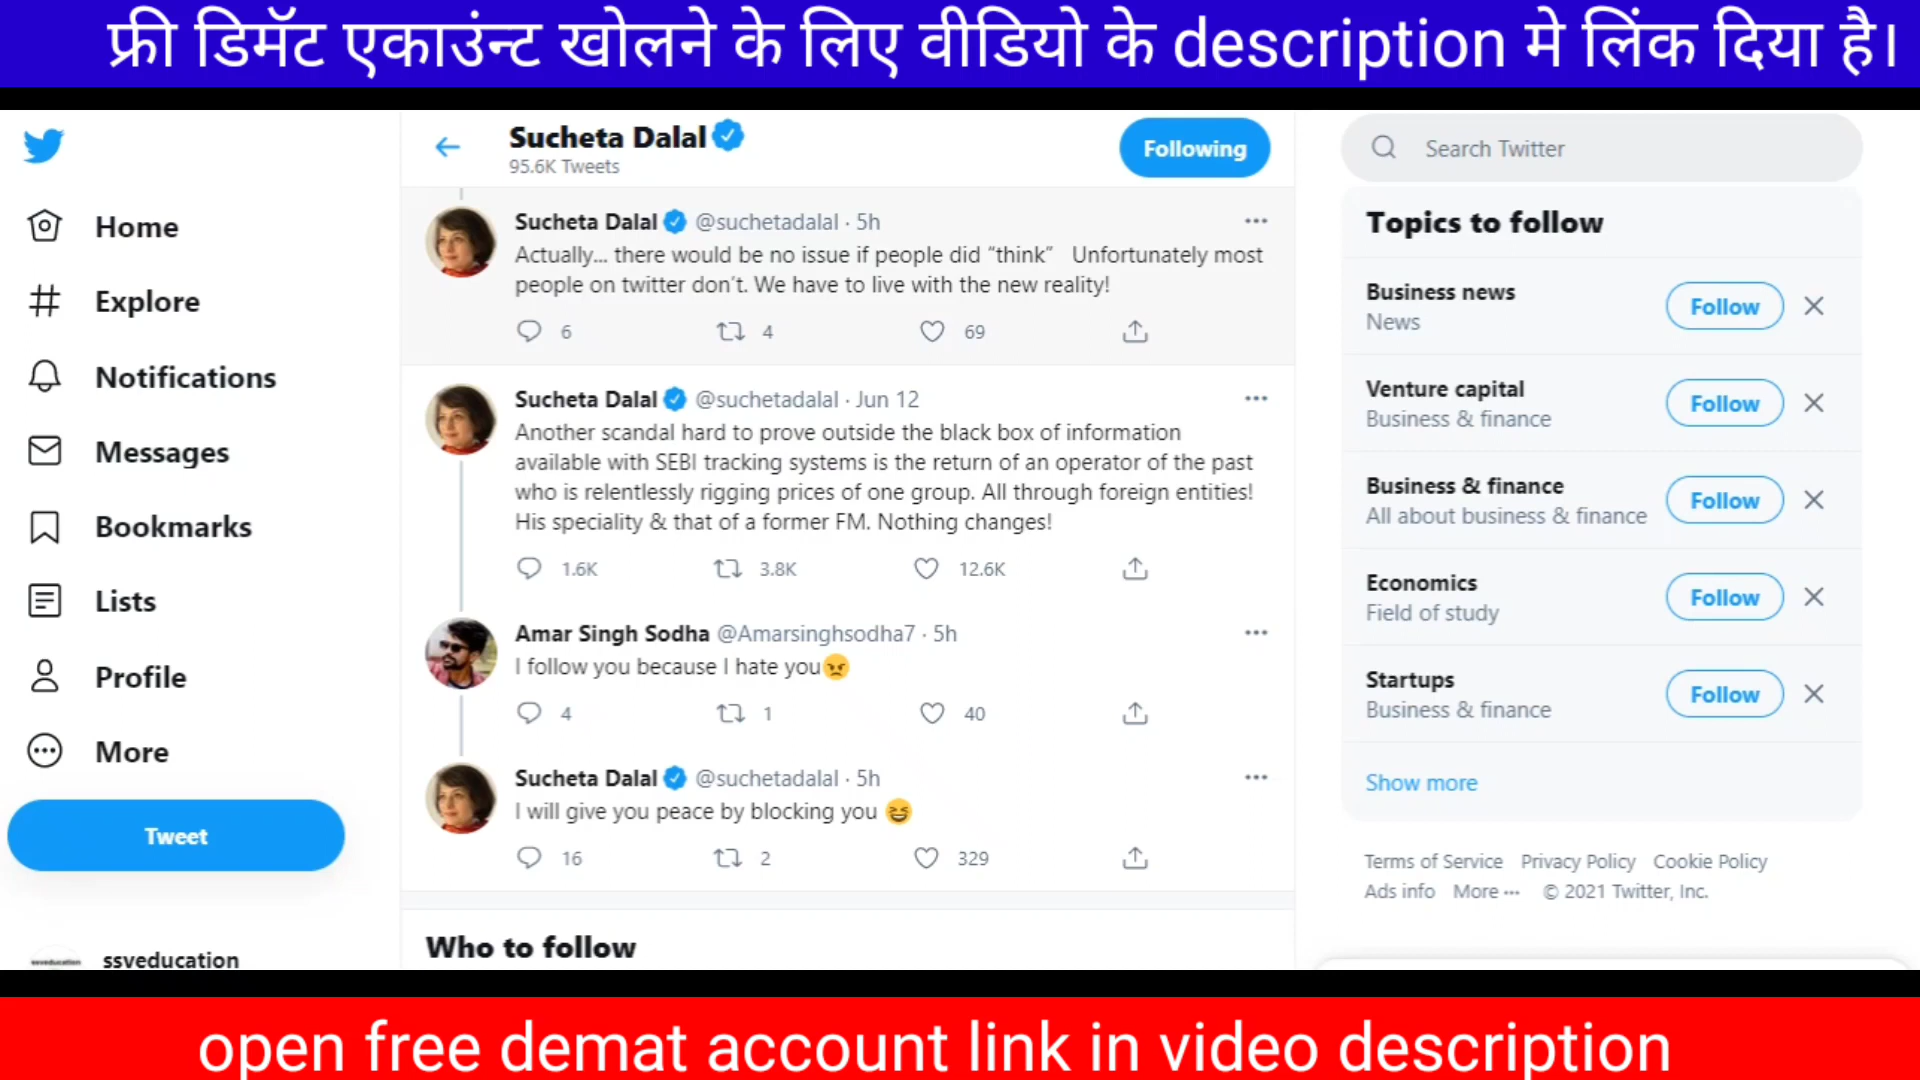 फ्री डिमॅट एकाउंन्ट खोलने के लिए वीडियो के description मे लिंक दिया है।
Sucheta Dalal
95.6K Tweets
Following
Search Twitter
Home
Explore
Notifications
Messages
Bookmarks
Lists
Profile
More
Tweet
ssveducation
Sucheta Dalal @suchetadalal · 5h
Actually... there would be no issue if people did “think” Unfortunately most
people on twitter don’t. We have to live with the new reality!
6 4 69
Sucheta Dalal @suchetadalal · Jun 12
Another scandal hard to prove outside the black box of information
available with SEBI tracking systems is the return of an operator of the past
who is relentlessly rigging prices of one group. All through foreign entities!
His speciality & that of a former FM. Nothing changes!
1.6K 3.8K 12.6K
Amar Singh Sodha @Amarsinghsodha7 · 5h
I follow you because I hate you😠
4 1 40
Sucheta Dalal @suchetadalal · 5h
I will give you peace by blocking you 😆
16 2 329
Who to follow
Topics to follow
Business news
News
Follow
Venture capital
Business & finance
Follow
Business & finance
All about business & finance
Follow
Economics
Field of study
Follow
Startups
Business & finance
Follow
Show more
Terms of Service Privacy Policy Cookie Policy
Ads info More ··· © 2021 Twitter, Inc.
open free demat account link in video description